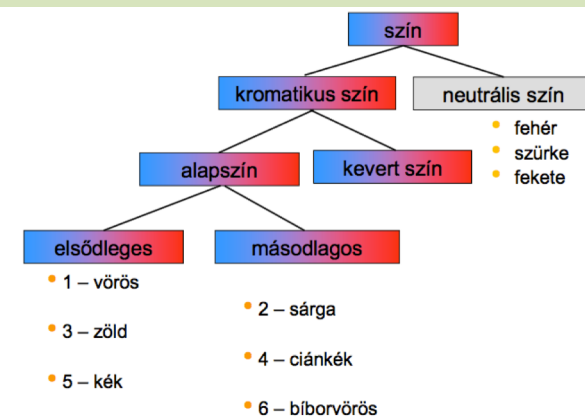 szín
kromatikus szín
neutrális szín
fehér
szürke
fekete
alapszín
kevert szín
elsődleges
másodlagos
1 – vörös
2 – sárga
3 – zöld
4 – ciánkék
5 – kék
6 – bíborvörös